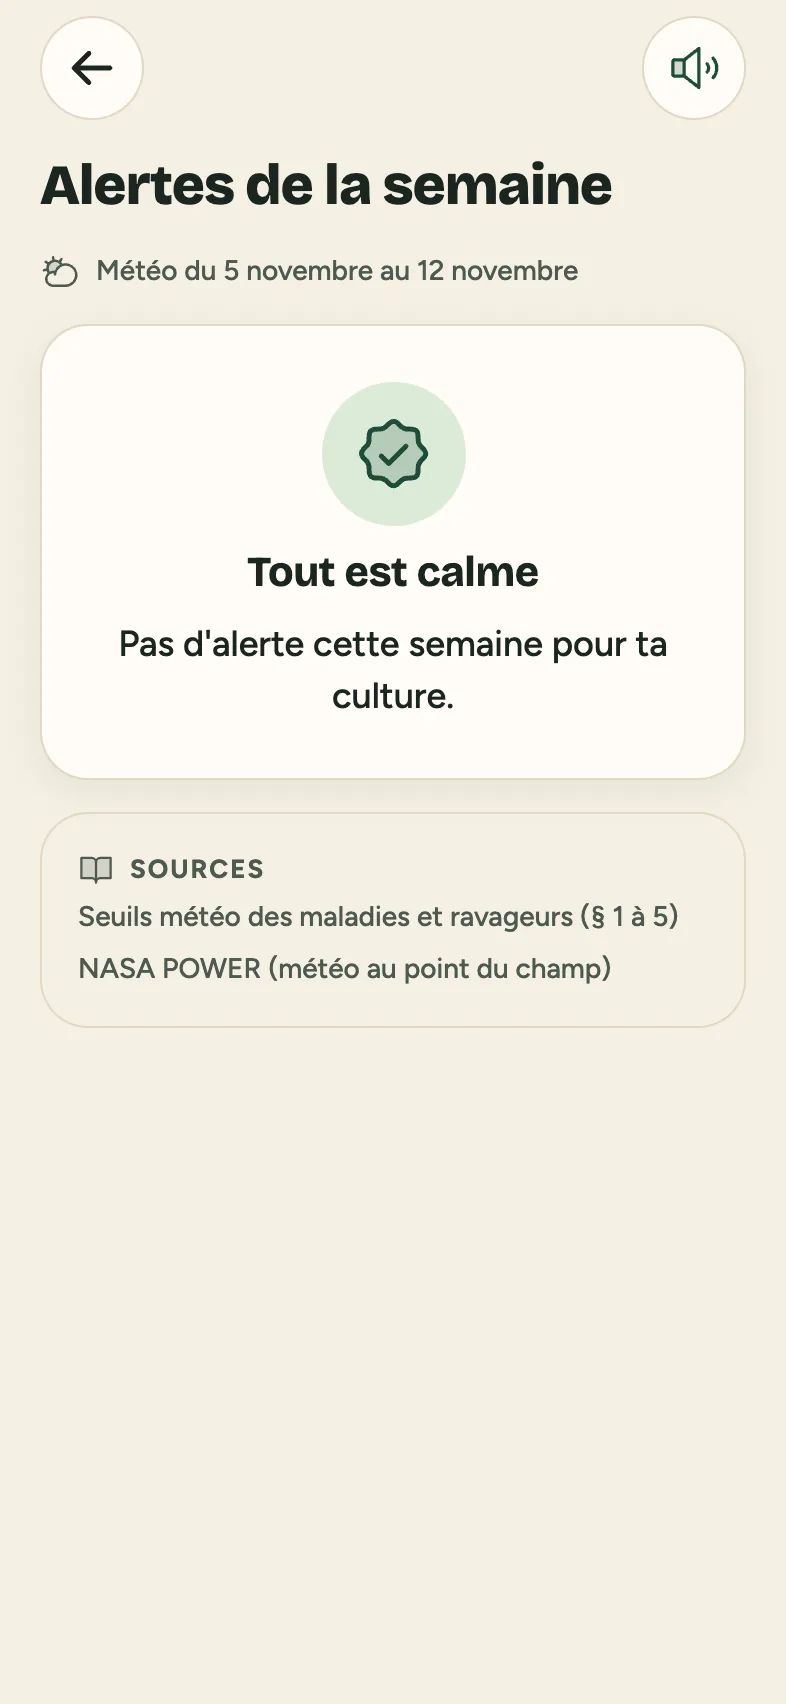 Alertes de la semaine
Météo du 5 novembre au 12 novembre
Tout est calme
Pas d'alerte cette semaine pour ta
culture.
SOURCES
Seuils météo des maladies et ravageurs (§ 1 à 5)
NASA POWER (météo au point du champ)